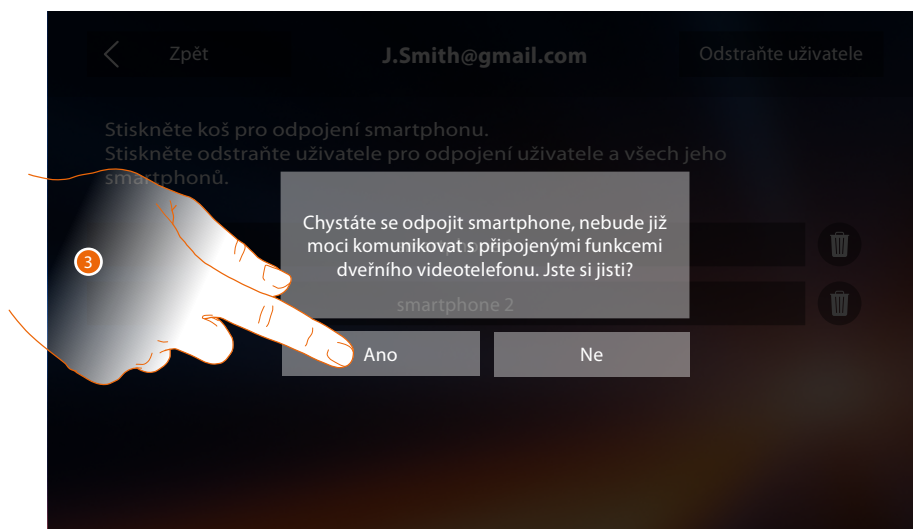 Zpět
J.Smith@gmail.com
Odstraňte uživatele
Stiskněte koš pro odpojení smartphonu.
Stiskněte odstraňte uživatele pro odpojení uživatele a všech jeho
smartphonů.
Chystáte se odpojit smartphone, nebude již
moci komunikovat s připojenými funkcemi
dveřního videotelefonu. Jste si jisti?
3
smartphone 2
Ano
Ne